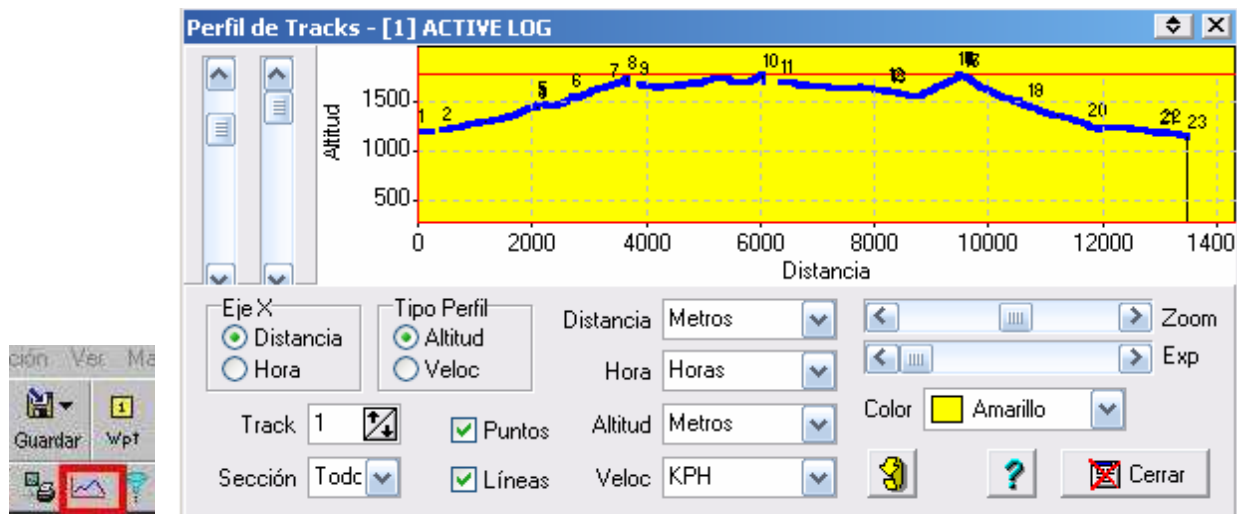 Perfil de Tracks - [1] ACTIVE LOG
1 2 5 6 7 8 9 10 11 18 19 20 22 23
Altitud
1500
1000
500
0 2000 4000 6000 8000 10000 12000 1400
Distancia
Eje X
Distancia
Hora
Tipo Perfil
Altitud
Veloc
Distancia Metros
Hora Horas
Altitud Metros
Veloc KPH
Zoom
Exp
Color Amarillo
Track 1
Puntos
Sección Todc
Líneas
? Cerrar
ción Ver Ma
Guardar
1
Wpt